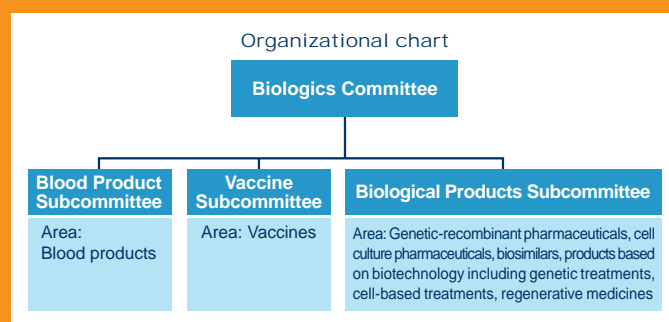 Organizational chart
Biologics Committee
Blood Product
Subcommittee
Area:
Blood products
Vaccine
Subcommittee
Area: Vaccines
Biological Products Subcommittee
Area: Genetic-recombinant pharmaceuticals, cell
culture pharmaceuticals, biosimilars, products based
on biotechnology including genetic treatments,
cell-based treatments, regenerative medicines